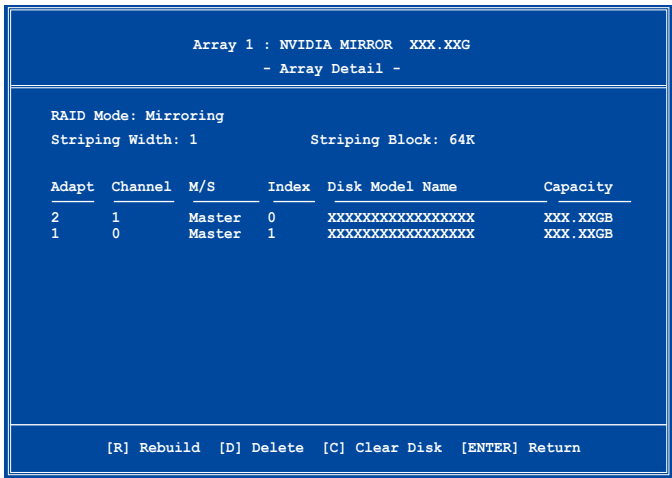 Array 1 : NVIDIA MIRROR XXX.XXG
- Array Detail -
RAID Mode: Mirroring
Striping Width: 1 Striping Block: 64K
Adapt Channel M/S Index Disk Model Name Capacity
2 1 Master 0 XXXXXXXXXXXXXXXXX XXX.XXGB
1 0 Master 1 XXXXXXXXXXXXXXXXX XXX.XXGB
[R] Rebuild [D] Delete [C] Clear Disk [ENTER] Return